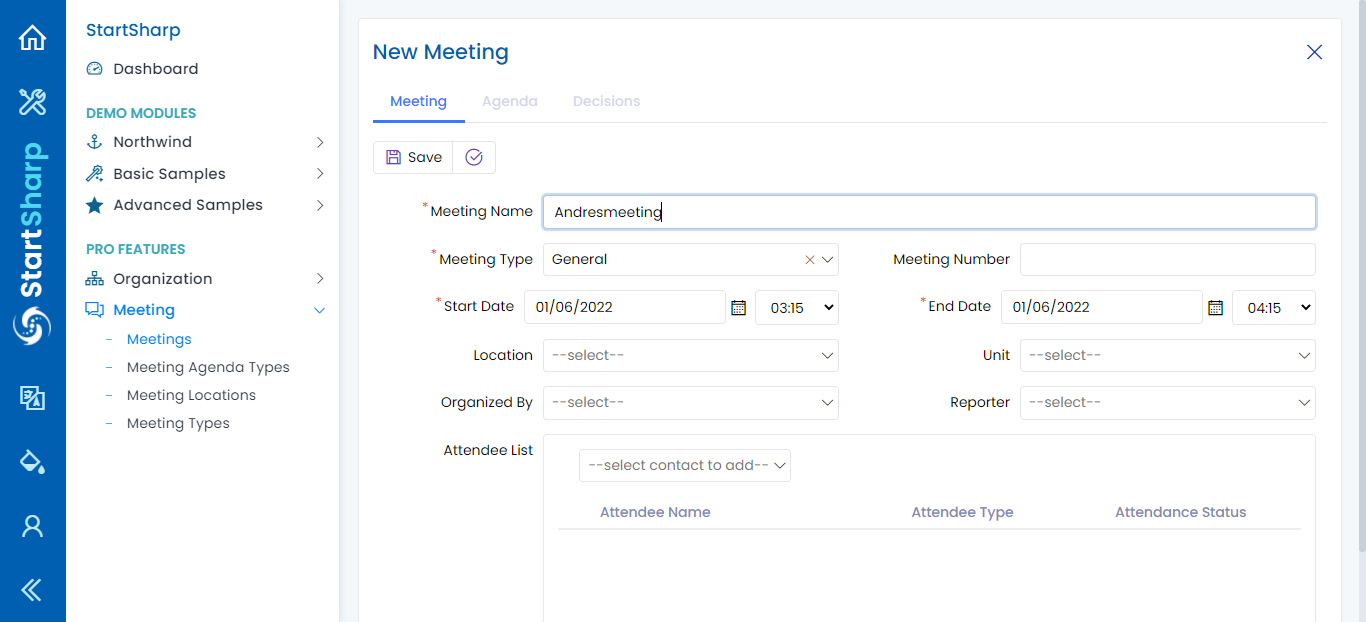 StartSharp
StartSharp
Dashboard
DEMO MODULES
Northwind
Basic Samples
Advanced Samples
PRO FEATURES
Organization
Meeting
Meetings
Meeting Agenda Types
Meeting Locations
Meeting Types
New Meeting
Meeting Agenda Decisions
Save
*Meeting Name Andresmeeting
*Meeting Type General Meeting Number
*Start Date 01/06/2022 03:15 *End Date 01/06/2022 04:15
Location --select-- Unit --select--
Organized By --select-- Reporter --select--
Attendee List
--select contact to add--
Attendee Name Attendee Type Attendance Status